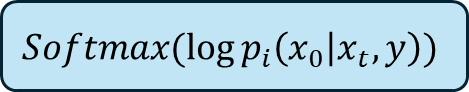 Softmax(log p_i(x_0|x_t, y))